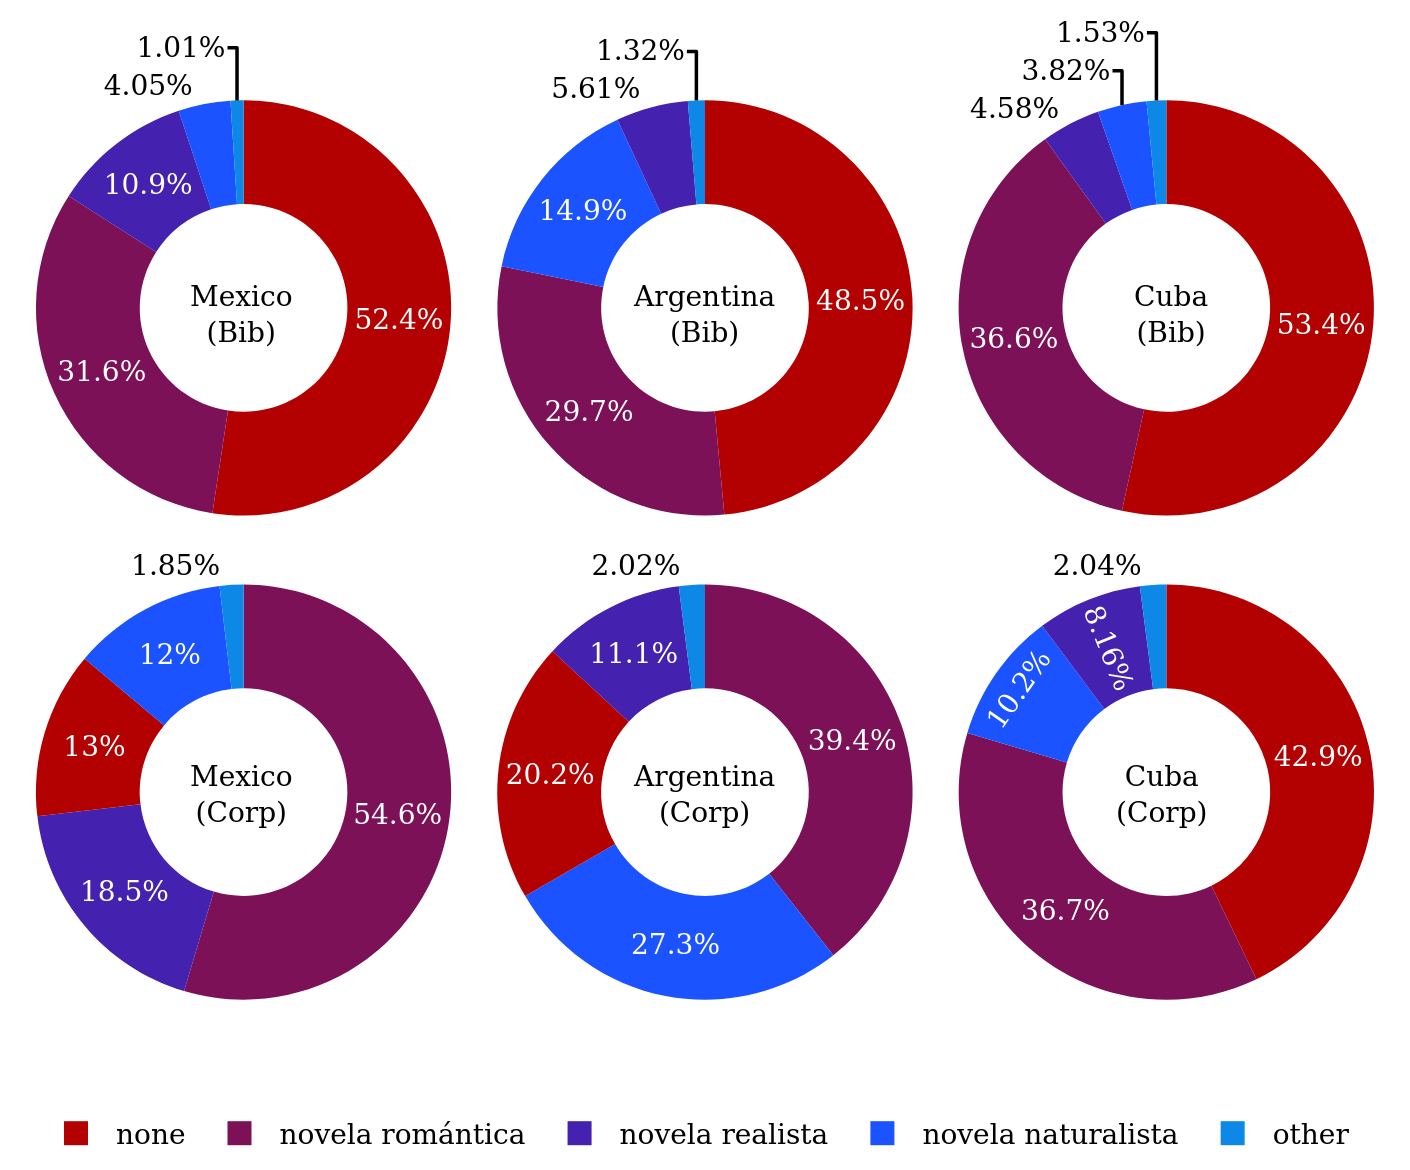 1.01%
4.05%
10.9%
31.6%
52.4%
Mexico
(Bib)
1.32%
5.61%
14.9%
29.7%
48.5%
Argentina
(Bib)
1.53%
3.82%
4.58%
36.6%
53.4%
Cuba
(Bib)
1.85%
12%
13%
18.5%
54.6%
Mexico
(Corp)
2.02%
11.1%
20.2%
27.3%
39.4%
Argentina
(Corp)
2.04%
8.16%
10.2%
36.7%
42.9%
Cuba
(Corp)
none novela romántica novela realista novela naturalista other